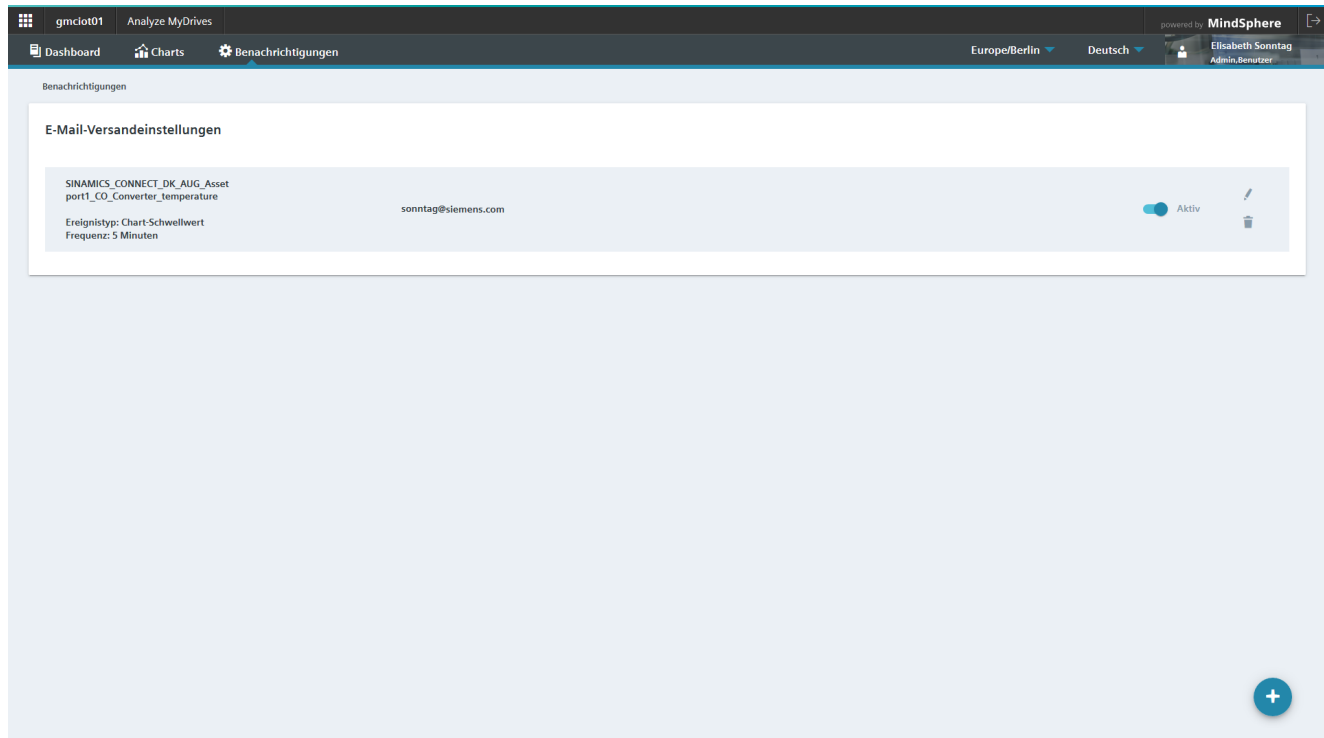 gmciot01 Analyze MyDrives powered by MindSphere
Dashboard Charts Benachrichtigungen Europe/Berlin Deutsch Elisabeth Sonntag
Admin,Benutzer
Benachrichtigungen
E-Mail-Versandeinstellungen
SINAMICS_CONNECT_DK_AUG_Asset
port1_CO_Converter_temperature
sonntag@siemens.com Aktiv
Ereignistyp: Chart-Schwellwert
Frequenz: 5 Minuten